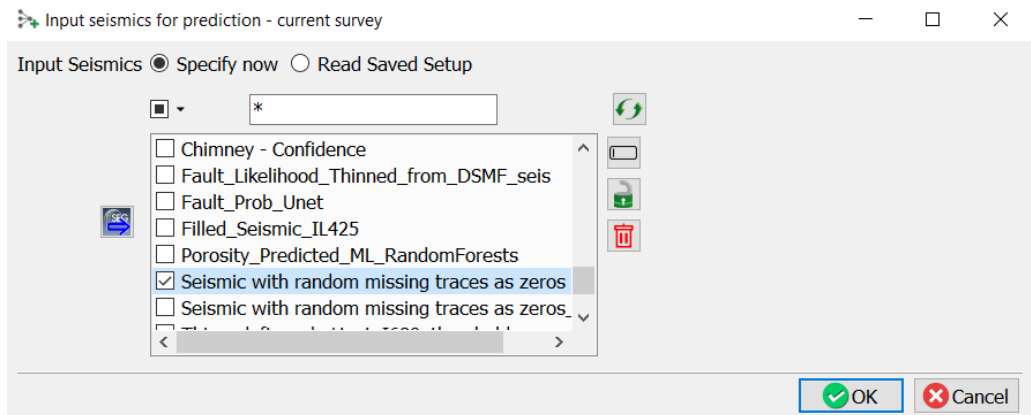 Input seismics for prediction - current survey
Input Seismics Specify now Read Saved Setup
*
Chimney - Confidence
Fault_Likelihood_Thinned_from_DSMF_seis
Fault_Prob_Unet
Filled_Seismic_IL425
Porosity_Predicted_ML_RandomForests
SEG
Seismic with random missing traces as zeros
Seismic with random missing traces as zeros_
OK Cancel